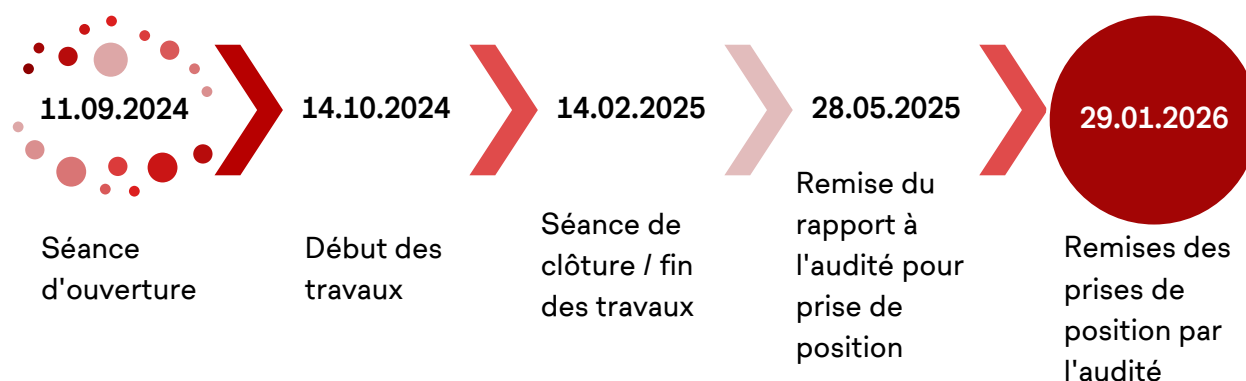 11.09.2024
Séance
d'ouverture
14.10.2024
Début des
travaux
14.02.2025
Séance de
clôture / fin
des travaux
28.05.2025
Remise du
rapport à
l'audité pour
prise de
position
29.01.2026
Remises des
prises de
position par
l'audité